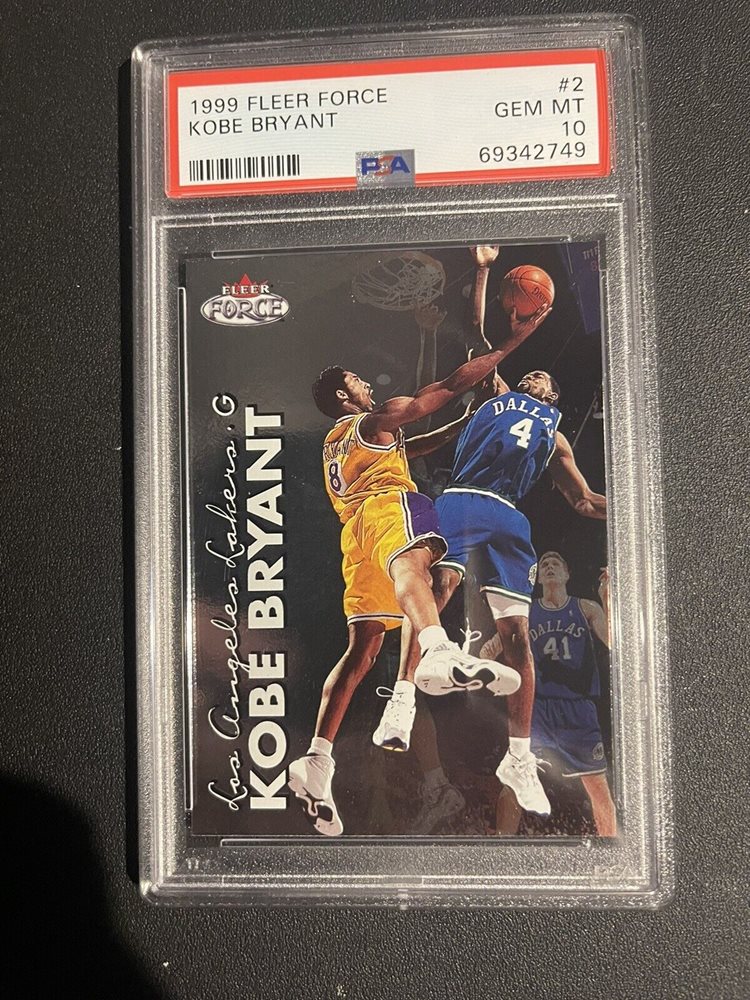 1999 FLEER FORCE
#2
KOBE BRYANT
GEM MT
10
69342749
PSA
FLEER
FORCE
Los Angeles Lakers · G
KOBE BRYANT
BRYANT
8
DALLAS
4
DALLAS
41